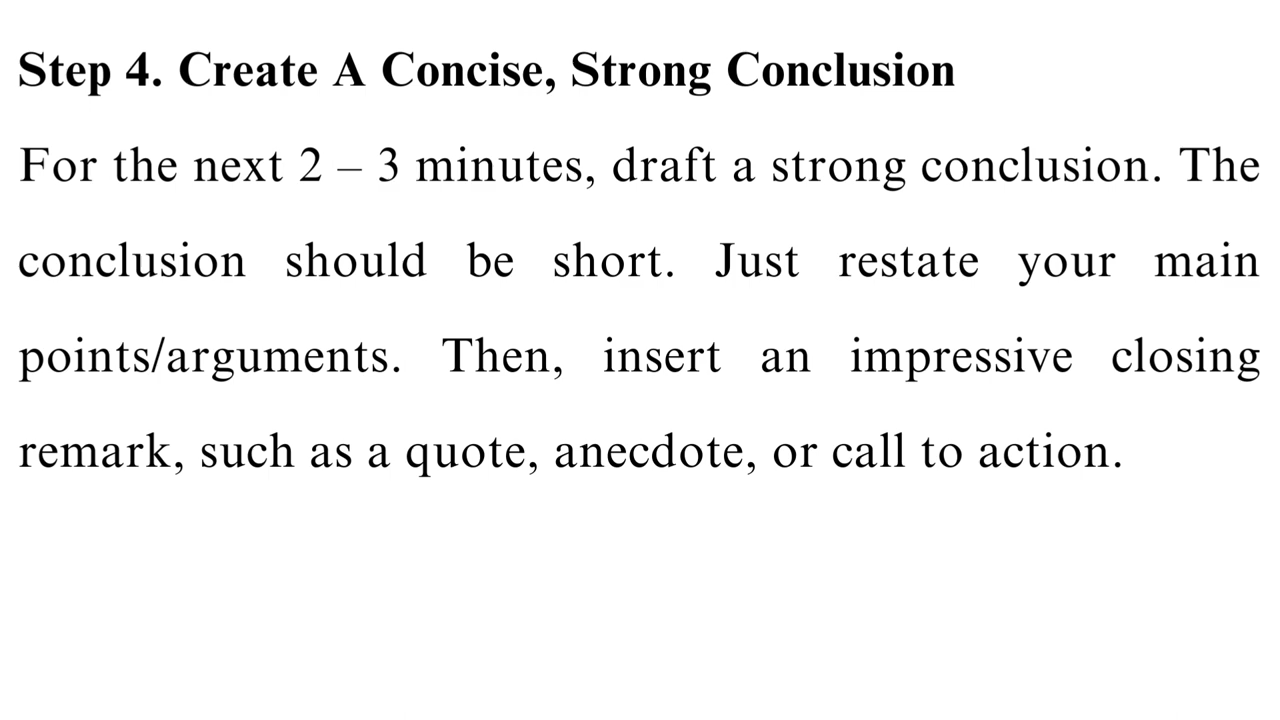 Step 4. Create A Concise, Strong Conclusion
For the next 2 – 3 minutes, draft a strong conclusion. The
conclusion should be short. Just restate your main
points/arguments. Then, insert an impressive closing
remark, such as a quote, anecdote, or call to action.